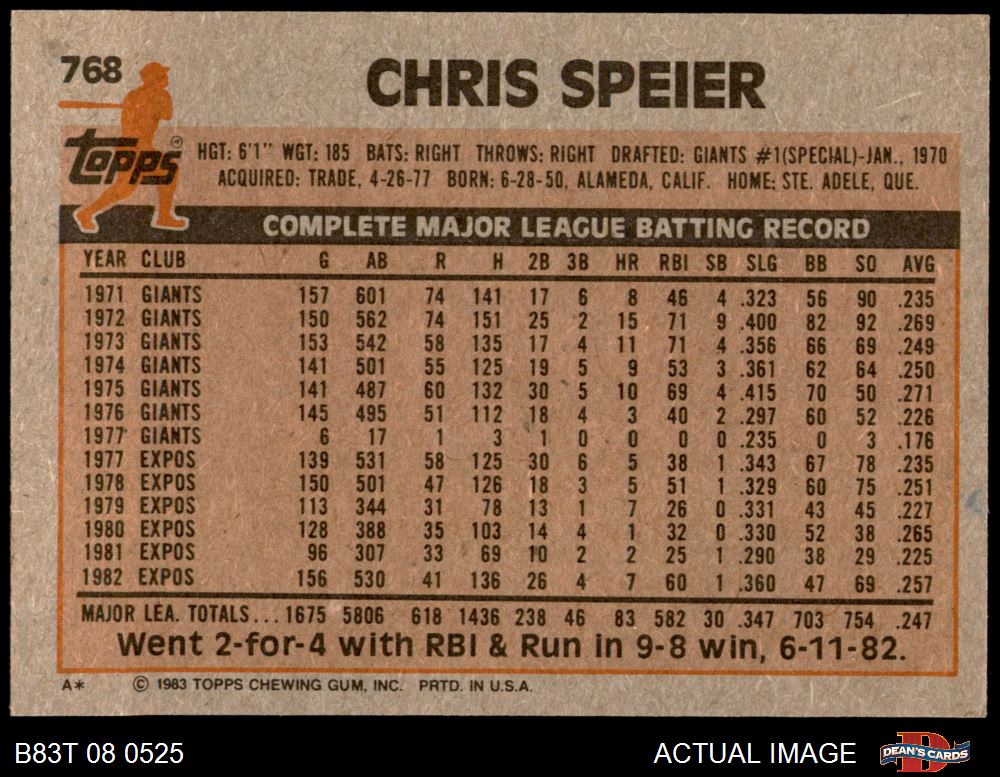 768
CHRIS SPEIER
topps ®
HGT: 6'1" WGT: 185 BATS: RIGHT THROWS: RIGHT DRAFTED: GIANTS #1(SPECIAL)-JAN., 1970
ACQUIRED: TRADE, 4-26-77 BORN: 6-28-50, ALAMEDA, CALIF. HOME: STE. ADELE, QUE.
COMPLETE MAJOR LEAGUE BATTING RECORD
YEAR CLUB G AB R H 2B 3B HR RBI SB SLG BB SO AVG
1971 GIANTS 157 601 74 141 17 6 8 46 4 .323 56 90 .235
1972 GIANTS 150 562 74 151 25 2 15 71 9 .400 82 92 .269
1973 GIANTS 153 542 58 135 17 4 11 71 4 .356 66 69 .249
1974 GIANTS 141 501 55 125 19 5 9 53 3 .361 62 64 .250
1975 GIANTS 141 487 60 132 30 5 10 69 4 .415 70 50 .271
1976 GIANTS 145 495 51 112 18 4 3 40 2 .297 60 52 .226
1977 GIANTS 6 17 1 3 1 0 0 0 0 .235 0 3 .176
1977 EXPOS 139 531 58 125 30 6 5 38 1 .343 67 78 .235
1978 EXPOS 150 501 47 126 18 3 5 51 1 .329 60 75 .251
1979 EXPOS 113 344 31 78 13 1 7 26 0 .331 43 45 .227
1980 EXPOS 128 388 35 103 14 4 1 32 0 .330 52 38 .265
1981 EXPOS 96 307 33 69 10 2 2 25 1 .290 38 29 .225
1982 EXPOS 156 530 41 136 26 4 7 60 1 .360 47 69 .257
MAJOR LEA. TOTALS... 1675 5806 618 1436 238 46 83 582 30 .347 703 754 .247
Went 2-for-4 with RBI & Run in 9-8 win, 6-11-82.
A* © 1983 TOPPS CHEWING GUM, INC. PRTD. IN U.S.A.
B83T 08 0525 ACTUAL IMAGE DEAN'S CARDS